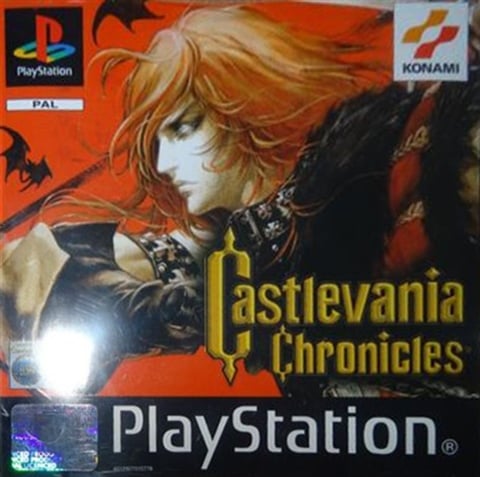 PlayStation
KONAMI
PAL
Castlevania
Chronicles
PlayStation®